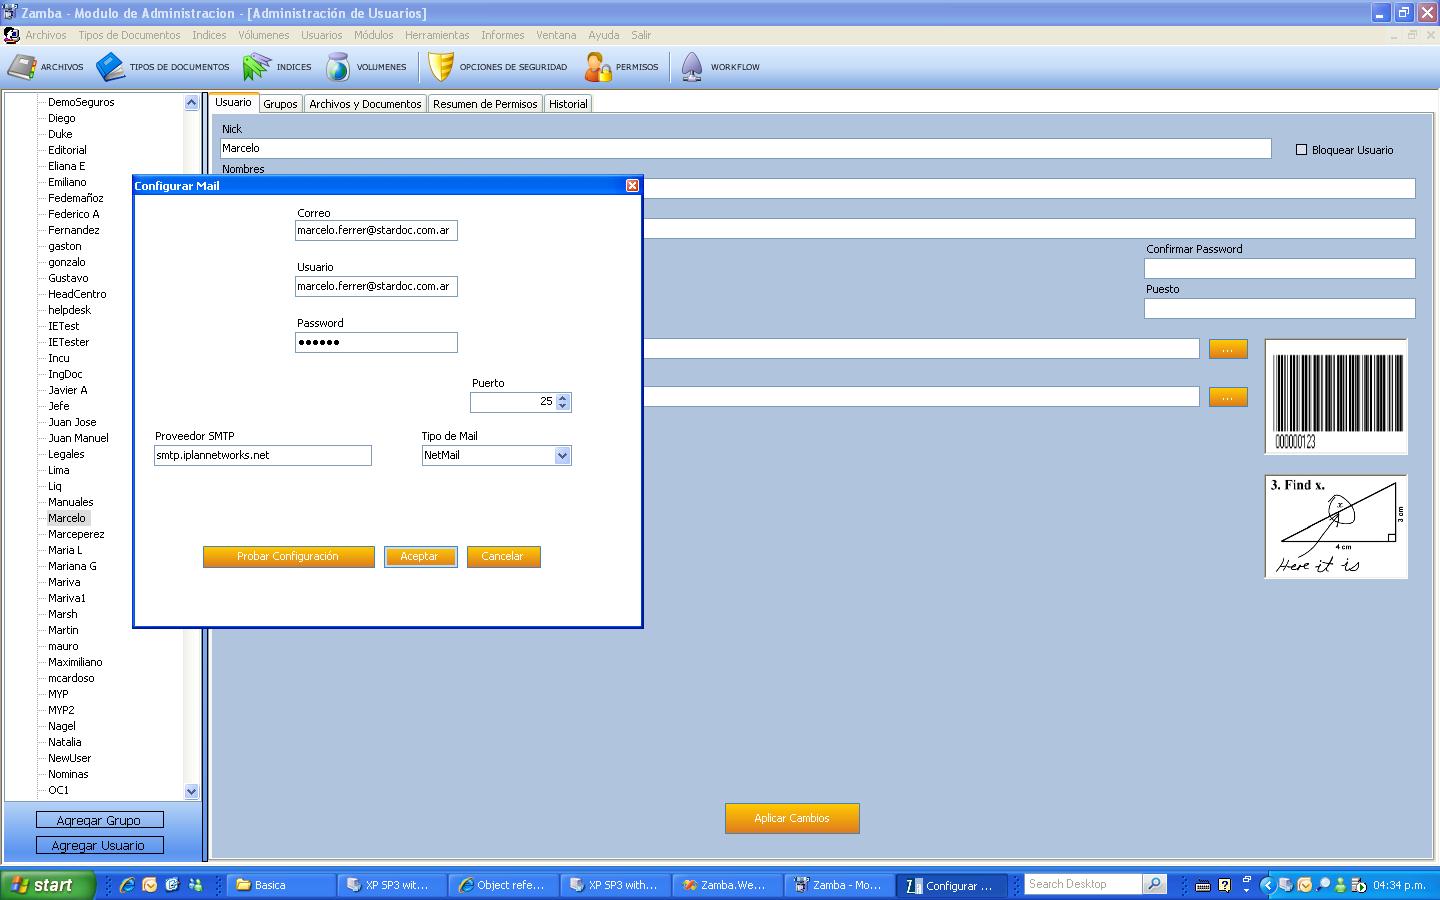 Zamba - Modulo de Administracion - [Administración de Usuarios]
Archivos Tipos de Documentos Indices Vólumenes Usuarios Módulos Herramientas Informes Ventana Ayuda Salir
ARCHIVOS TIPOS DE DOCUMENTOS INDICES VOLUMENES OPCIONES DE SEGURIDAD PERMISOS WORKFLOW
DemoSeguros
Diego
Duke
Editorial
Eliana E
Emiliano
Fedemañoz
Federico A
Fernandez
gaston
gonzalo
Gustavo
HeadCentro
helpdesk
IETest
IETester
Incu
IngDoc
Javier A
Jefe
Juan Jose
Juan Manuel
Legales
Lima
Liq
Manuales
Marcelo
Marceperez
Maria L
Mariana G
Mariva
Mariva1
Marsh
Martin
mauro
Maximiliano
mcardoso
MYP
MYP2
Nagel
Natalia
NewUser
Nominas
OC1
Agregar Grupo
Agregar Usuario
Usuario Grupos Archivos y Documentos Resumen de Permisos Historial
Nick
Marcelo
Bloquear Usuario
Nombres
Confirmar Password
Puesto
...
...
000000123
3. Find x.
x
3 cm
4 cm
Here it is
Aplicar Cambios
Configurar Mail
Correo
marcelo.ferrer@stardoc.com.ar
Usuario
marcelo.ferrer@stardoc.com.ar
Password
●●●●●●
Puerto
25
Proveedor SMTP
smtp.iplannetworks.net
Tipo de Mail
NetMail
Probar Configuración Aceptar Cancelar
start Basica XP SP3 wit... Object refe... XP SP3 with... Zamba.We... Zamba - Mo... Configurar ... Search Desktop 04:34 p.m.